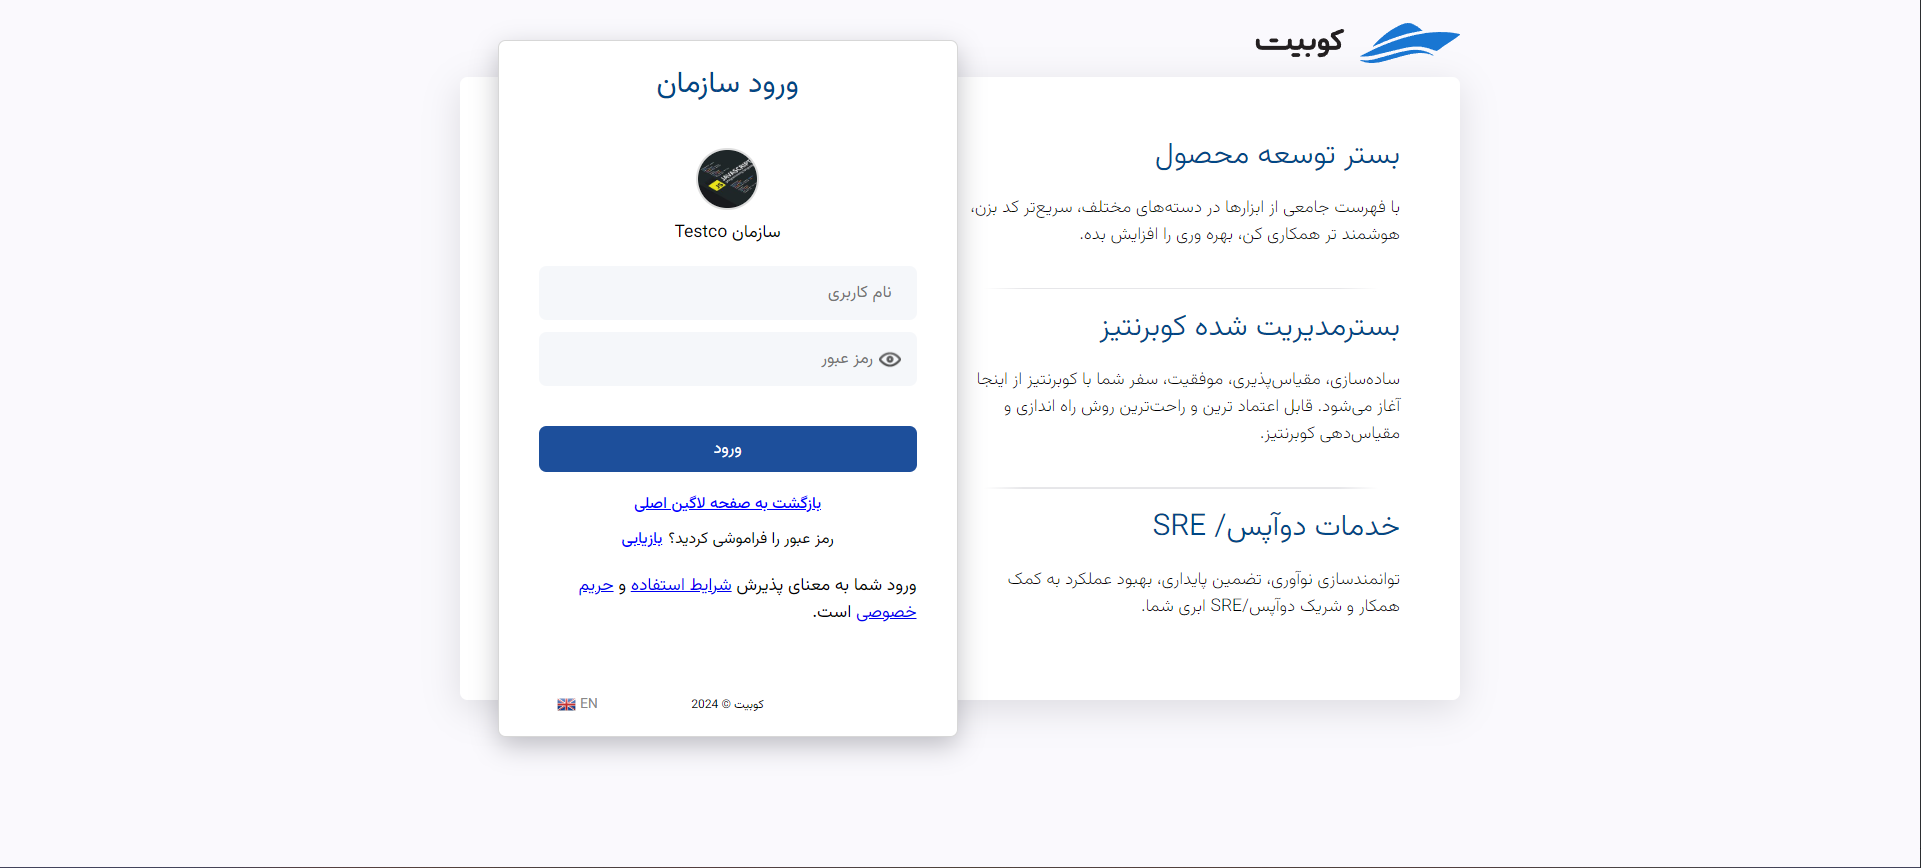 کوبیت
بستر توسعه محصول
با فهرست جامعی از ابزارها در دسته‌های مختلف، سریع‌تر کد بزن،
هوشمند تر همکاری کن، بهره وری را افزایش بده.
بسترمدیریت شده کوبرنتیز
ساده‌سازی، مقیاس‌پذیری، موفقیت، سفر شما با کوبرنتیز از اینجا
آغاز می‌شود. قابل اعتماد ترین و راحت‌ترین روش راه اندازی و
مقیاس‌دهی کوبرنتیز.
خدمات دوآپس/ SRE
توانمندسازی نوآوری، تضمین پایداری، بهبود عملکرد به کمک
همکار و شریک دوآپس/SRE ابری شما.
ورود سازمان
JAVASCRIPT
JS
سازمان Testco
نام کاربری
رمز عبور
ورود
بازگشت به صفحه لاگین اصلی
رمز عبور را فراموشی کردید؟ بازیابی
ورود شما به معنای پذیرش شرایط استفاده و حریم
خصوصی است.
کوبیت © 2024
EN